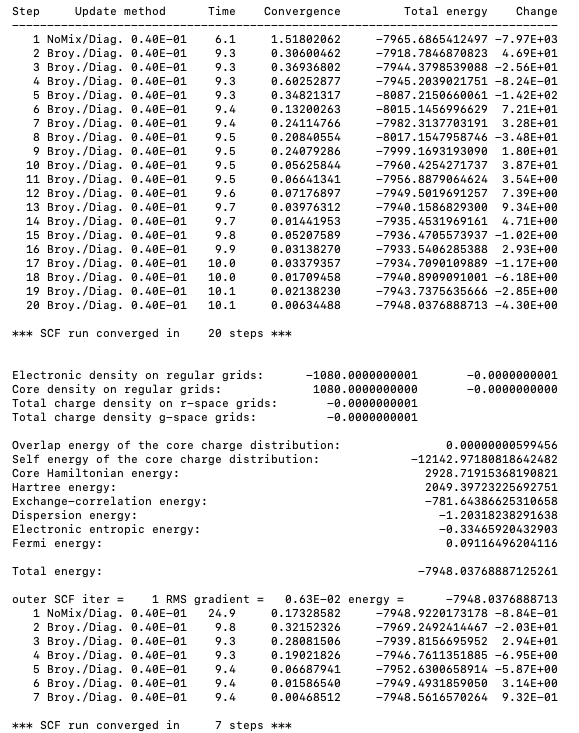 Step     Update method      Time    Convergence         Total energy    Change
------------------------------------------------------------------------------
   1 NoMix/Diag. 0.40E-01    6.1     1.51802062     -7965.6865412497 -7.97E+03
   2 Broy./Diag. 0.40E-01    9.3     0.30600462     -7918.7846870823  4.69E+01
   3 Broy./Diag. 0.40E-01    9.3     0.36936802     -7944.3798539088 -2.56E+01
   4 Broy./Diag. 0.40E-01    9.3     0.60252877     -7945.2039021751 -8.24E-01
   5 Broy./Diag. 0.40E-01    9.3     0.34821317     -8087.2150660061 -1.42E+02
   6 Broy./Diag. 0.40E-01    9.4     0.13200263     -8015.1456996629  7.21E+01
   7 Broy./Diag. 0.40E-01    9.4     0.24114766     -7982.3137703191  3.28E+01
   8 Broy./Diag. 0.40E-01    9.5     0.20840554     -8017.1547958746 -3.48E+01
   9 Broy./Diag. 0.40E-01    9.5     0.24079286     -7999.1693193090  1.80E+01
  10 Broy./Diag. 0.40E-01    9.5     0.05625844     -7960.4254271737  3.87E+01
  11 Broy./Diag. 0.40E-01    9.5     0.06641341     -7956.8879064624  3.54E+00
  12 Broy./Diag. 0.40E-01    9.6     0.07176897     -7949.5019691257  7.39E+00
  13 Broy./Diag. 0.40E-01    9.7     0.03976312     -7940.1586829300  9.34E+00
  14 Broy./Diag. 0.40E-01    9.7     0.01441953     -7935.4531969161  4.71E+00
  15 Broy./Diag. 0.40E-01    9.8     0.05207589     -7936.4705573937 -1.02E+00
  16 Broy./Diag. 0.40E-01    9.9     0.03138270     -7933.5406285388  2.93E+00
  17 Broy./Diag. 0.40E-01   10.0     0.03379357     -7934.7090109889 -1.17E+00
  18 Broy./Diag. 0.40E-01   10.0     0.01709458     -7940.8909091001 -6.18E+00
  19 Broy./Diag. 0.40E-01   10.1     0.02138230     -7943.7375635666 -2.85E+00
  20 Broy./Diag. 0.40E-01   10.1     0.00634488     -7948.0376888713 -4.30E+00
*** SCF run converged in    20 steps ***
Electronic density on regular grids:      -1080.0000000001       -0.0000000001
Core density on regular grids:             1080.0000000000       -0.0000000000
Total charge density on r-space grids:       -0.0000000001
Total charge density g-space grids:          -0.0000000001
Overlap energy of the core charge distribution:               0.00000000599456
Self energy of the core charge distribution:             -12142.97180818642482
Core Hamiltonian energy:                                   2928.71915368190821
Hartree energy:                                            2049.39723225692751
Exchange-correlation energy:                               -781.64386625310658
Dispersion energy:                                           -1.20318238291638
Electronic entropic energy:                                  -0.33465920432903
Fermi energy:                                                 0.09116496204116
Total energy:                                             -7948.03768887125261
outer SCF iter =    1 RMS gradient =   0.63E-02 energy =      -7948.0376888713
   1 NoMix/Diag. 0.40E-01   24.9     0.17328582     -7948.9220173178 -8.84E-01
   2 Broy./Diag. 0.40E-01    9.8     0.32152326     -7969.2492414467 -2.03E+01
   3 Broy./Diag. 0.40E-01    9.3     0.28081506     -7939.8156695952  2.94E+01
   4 Broy./Diag. 0.40E-01    9.3     0.19021826     -7946.7611351885 -6.95E+00
   5 Broy./Diag. 0.40E-01    9.4     0.06687941     -7952.6300658914 -5.87E+00
   6 Broy./Diag. 0.40E-01    9.4     0.01586540     -7949.4931859050  3.14E+00
   7 Broy./Diag. 0.40E-01    9.4     0.00468512     -7948.5616570264  9.32E-01
*** SCF run converged in     7 steps ***